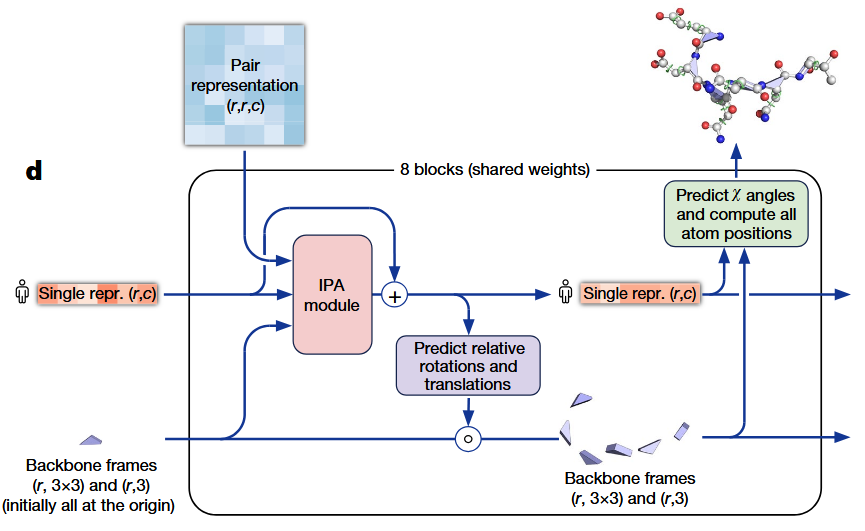 Pair
representation
(r,r,c)
d
8 blocks (shared weights)
Predict χ angles
and compute all
atom positions
IPA
module
+
Single repr. (r,c)
Single repr. (r,c)
Predict relative
rotations and
translations
Backbone frames
(r, 3×3) and (r,3)
(initially all at the origin)
Backbone frames
(r, 3×3) and (r,3)